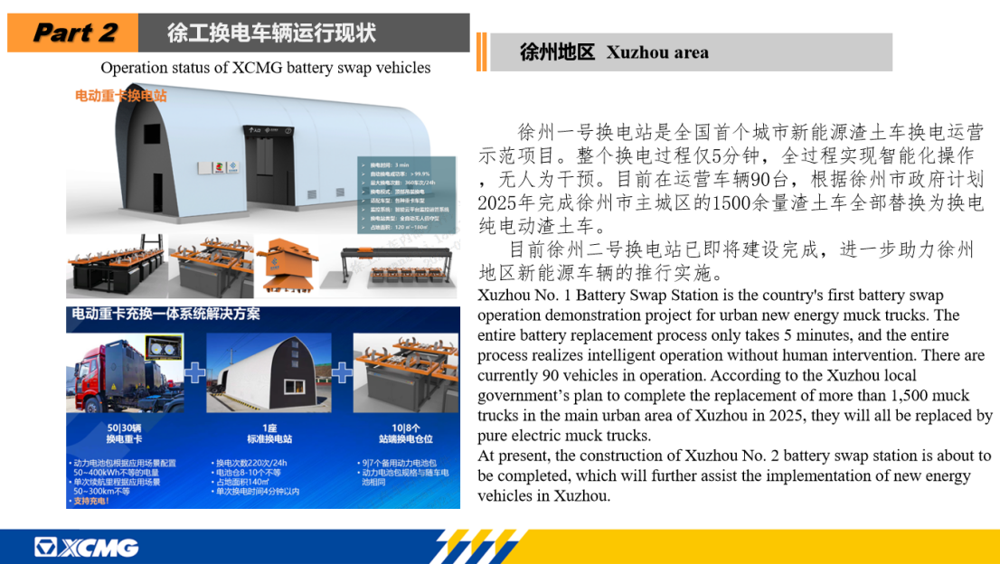 Part 2
徐工换电车辆运行现状
Operation status of XCMG battery swap vehicles
电动重卡换电站
换电时间：3 min
自动换电成功率：>99.9%
最大换电次数：360车次/24h
换电模式：顶部吊装换电
适配车型：各种重卡车型
监控系统：智能云平台监控运管系统
换电站类型：全自动无人值守型
占地面积：120㎡~180㎡
电动重卡充换一体系统解决方案
50|30辆
换电重卡
• 动力电池包根据应用场景配置
50~400kWh不等的电量
• 单次续航里程据应用场景
50~300km不等
• 支持充电！
1座
标准换电站
• 换电次数220次/24h
• 电池仓8-10个不等
• 占地面积140㎡
• 单次换电时间4分钟以内
10|8个
站端换电仓位
• 9|7个备用动力电池包
• 动力电池包规格与随车电
池相同
徐州地区 Xuzhou area
徐州一号换电站是全国首个城市新能源渣土车换电运营
示范项目。整个换电过程仅5分钟，全过程实现智能化操作
，无人为干预。目前在运营车辆90台，根据徐州市政府计划
2025年完成徐州市主城区的1500余量渣土车全部替换为换电
纯电动渣土车。
目前徐州二号换电站已即将建设完成，进一步助力徐州
地区新能源车辆的推行实施。
Xuzhou No. 1 Battery Swap Station is the country's first battery swap
operation demonstration project for urban new energy muck trucks. The
entire battery replacement process only takes 5 minutes, and the entire
process realizes intelligent operation without human intervention. There are
currently 90 vehicles in operation. According to the Xuzhou local
government’s plan to complete the replacement of more than 1,500 muck
trucks in the main urban area of Xuzhou in 2025, they will all be replaced by
pure electric muck trucks.
At present, the construction of Xuzhou No. 2 battery swap station is about to
be completed, which will further assist the implementation of new energy
vehicles in Xuzhou.
XCMG